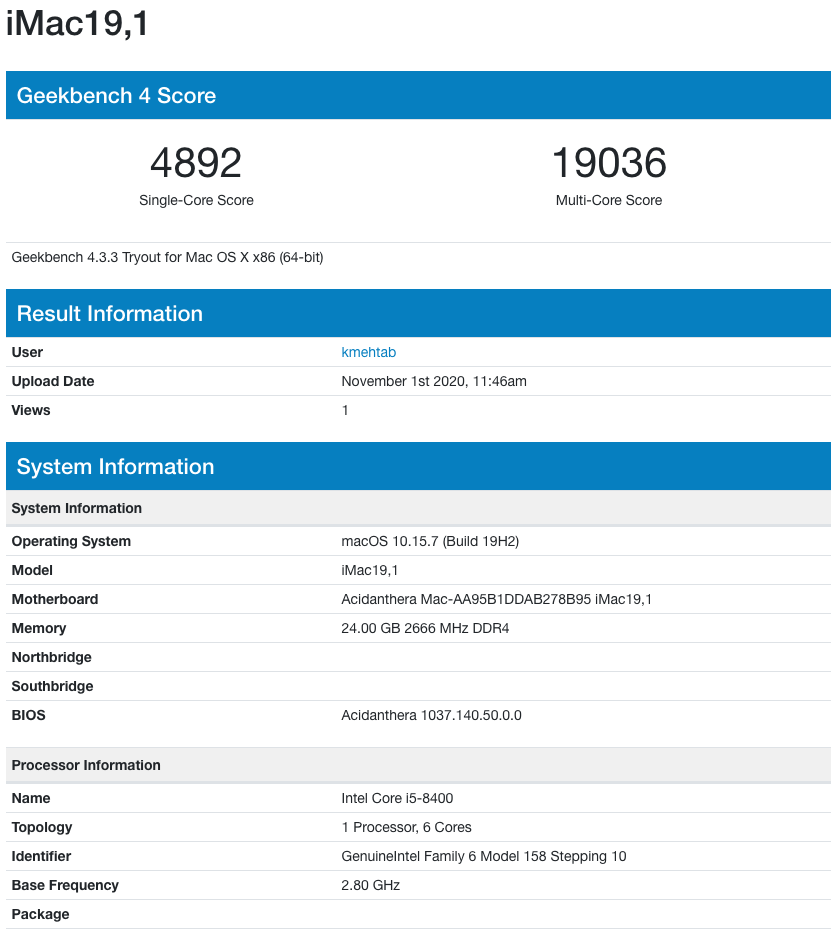 iMac19,1
Geekbench 4 Score
4892 19036
Single-Core Score Multi-Core Score
Geekbench 4.3.3 Tryout for Mac OS X x86 (64-bit)
Result Information
User kmehtab
Upload Date November 1st 2020, 11:46am
Views 1
System Information
System Information
Operating System macOS 10.15.7 (Build 19H2)
Model iMac19,1
Motherboard Acidanthera Mac-AA95B1DDAB278B95 iMac19,1
Memory 24.00 GB 2666 MHz DDR4
Northbridge
Southbridge
BIOS Acidanthera 1037.140.50.0.0
Processor Information
Name Intel Core i5-8400
Topology 1 Processor, 6 Cores
Identifier GenuineIntel Family 6 Model 158 Stepping 10
Base Frequency 2.80 GHz
Package